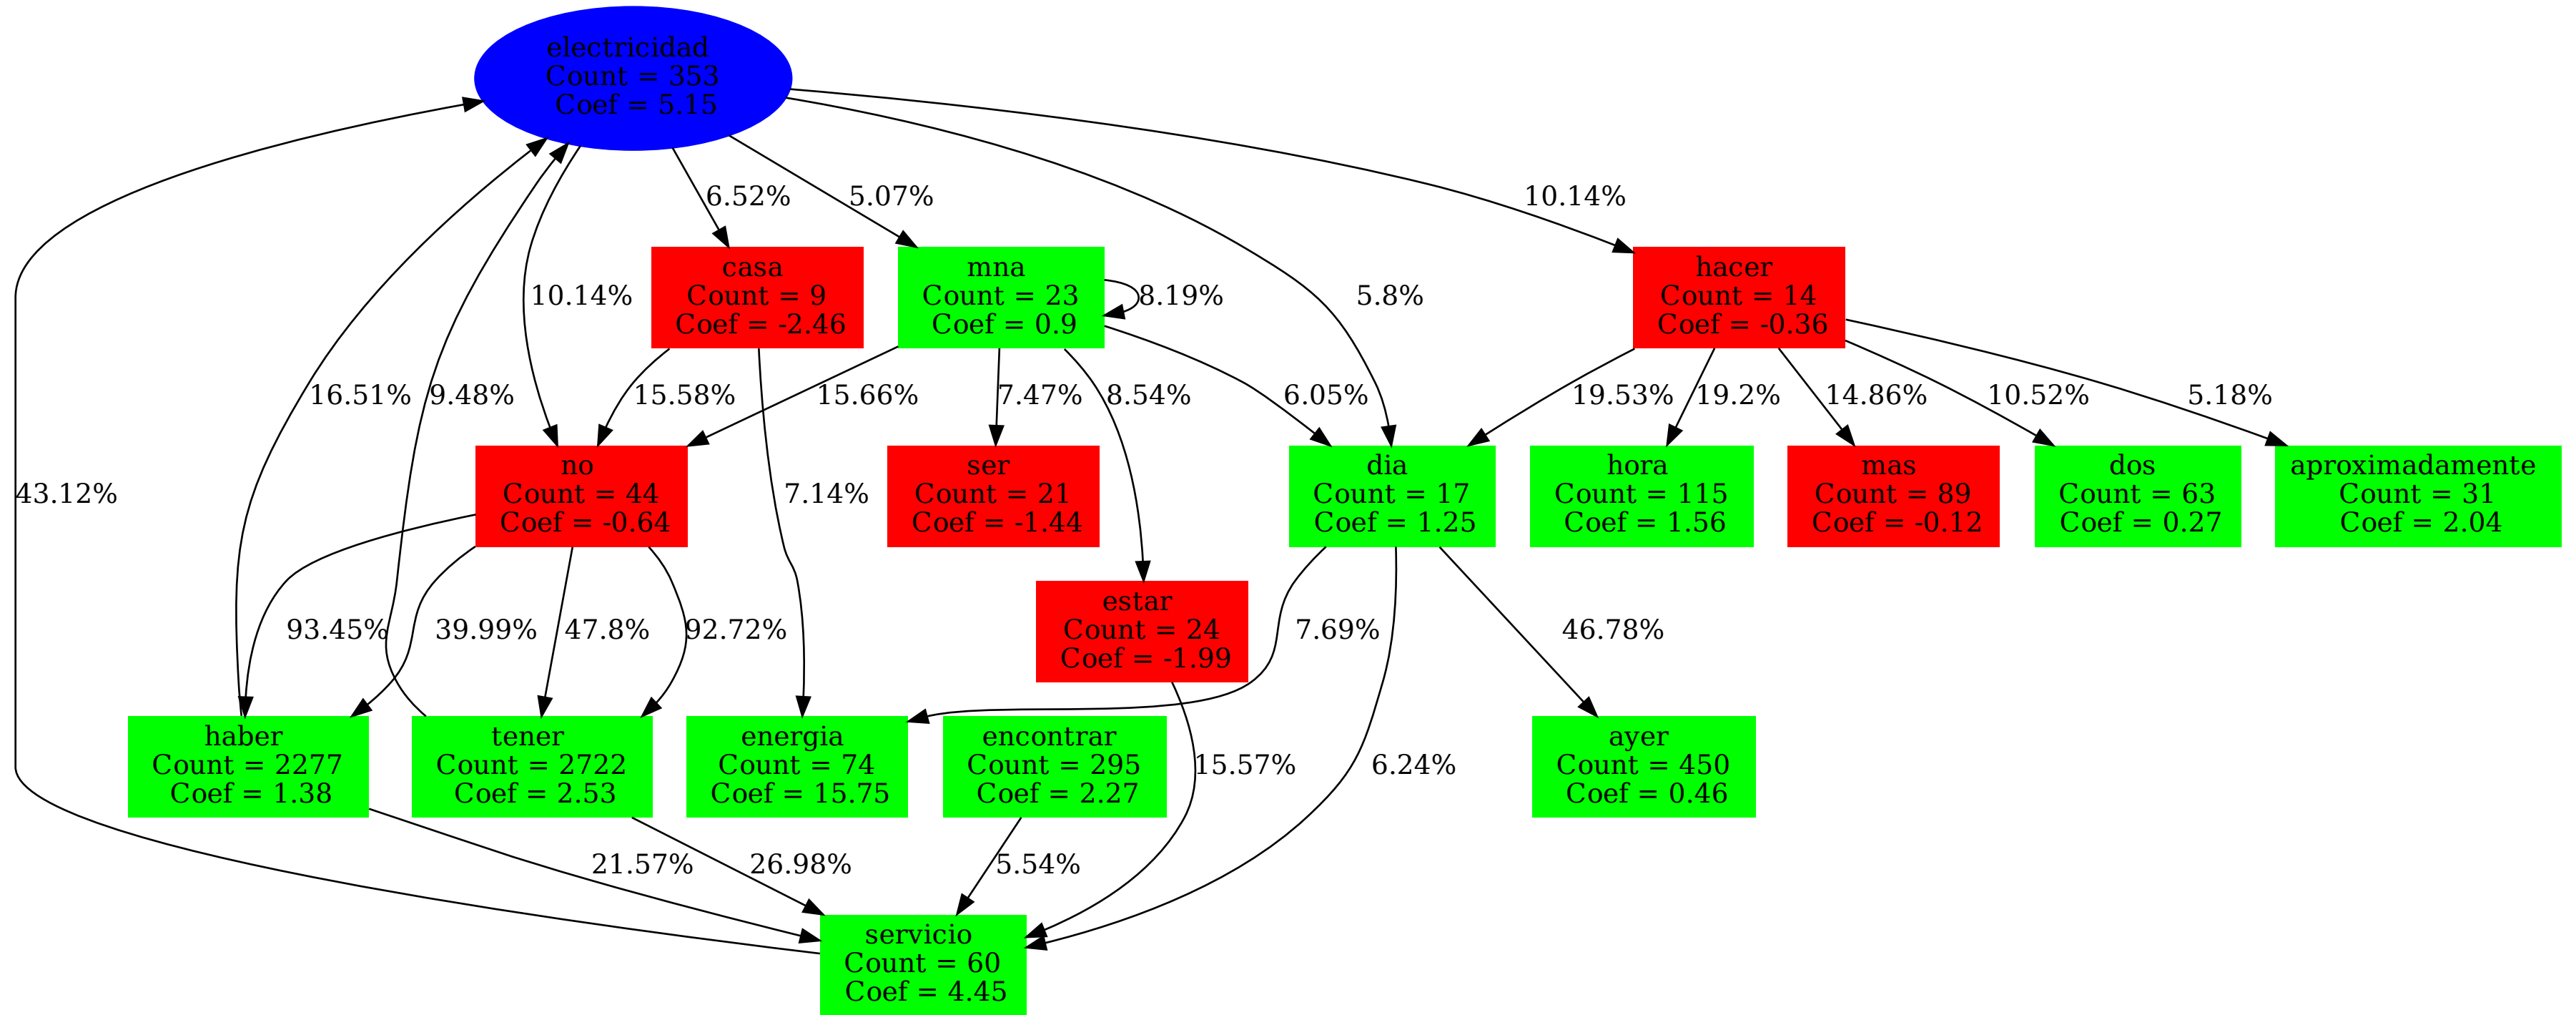 electricidad
Count = 353
Coef = 5.15
6.52%
5.07%
10.14%
casa
Count = 9
Coef = -2.46
mna
Count = 23
Coef = 0.9
hacer
Count = 14
Coef = -0.36
10.14%
8.19%
5.8%
16.51%
9.48%
15.58%
15.66%
7.47%
8.54%
6.05%
19.53%
19.2%
14.86%
10.52%
5.18%
43.12%
no
Count = 44
Coef = -0.64
7.14%
ser
Count = 21
Coef = -1.44
dia
Count = 17
Coef = 1.25
hora
Count = 115
Coef = 1.56
mas
Count = 89
Coef = -0.12
dos
Count = 63
Coef = 0.27
aproximadamente
Count = 31
Coef = 2.04
93.45%
39.99%
47.8%
92.72%
estar
Count = 24
Coef = -1.99
7.69%
46.78%
haber
Count = 2277
Coef = 1.38
tener
Count = 2722
Coef = 2.53
energia
Count = 74
Coef = 15.75
encontrar
Count = 295
Coef = 2.27
15.57%
6.24%
ayer
Count = 450
Coef = 0.46
21.57%
26.98%
5.54%
servicio
Count = 60
Coef = 4.45